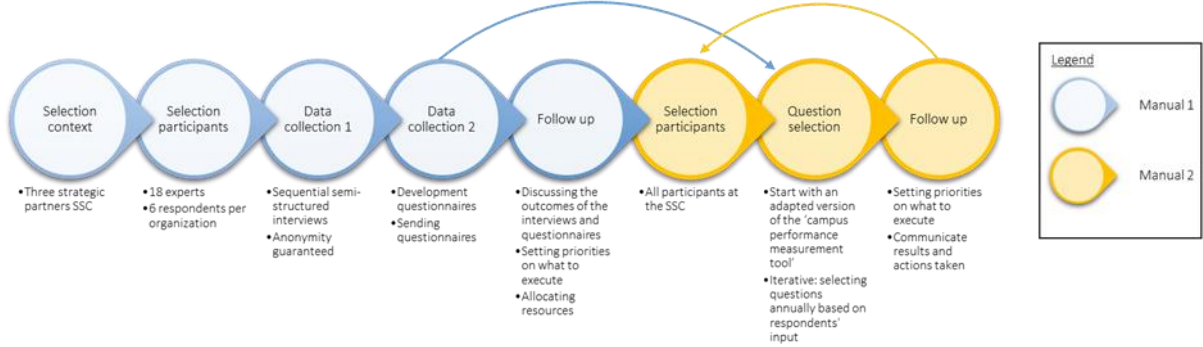 Selection
context
Selection
participants
Data
collection 1
Data
collection 2
Follow up
Selection
participants
Question
selection
Follow up
•Three strategic
partners SSC
•18 experts
•6 respondents per
organization
•Sequential semi-
structured
interviews
•Anonymity
guaranteed
•Development
questionnaires
•Sending
questionnaires
•Discussing the
outcomes of the
interviews and
questionnaires
•Setting priorities
on what to
execute
•Allocating
resources
•All participants at
the SSC
•Start with an
adapted version
of the 'campus
performance
measurement
tool'
•Iterative: selecting
questions
annually based on
respondents'
input
•Setting priorities
on what to
execute
•Communicate
results and
actions taken
Legend
Manual 1
Manual 2